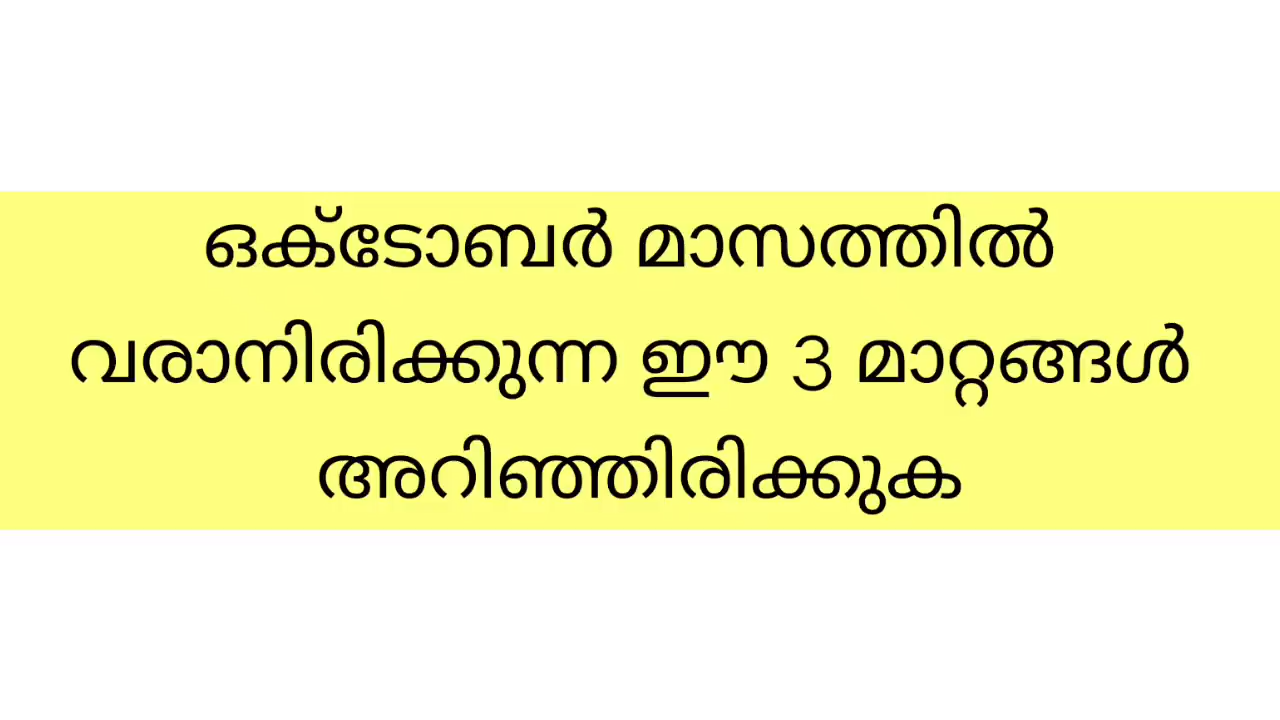 ഒക്ടോബർ മാസത്തിൽ
വരാനിരിക്കുന്ന ഈ 3 മാറ്റങ്ങൾ
അറിഞ്ഞിരിക്കുക